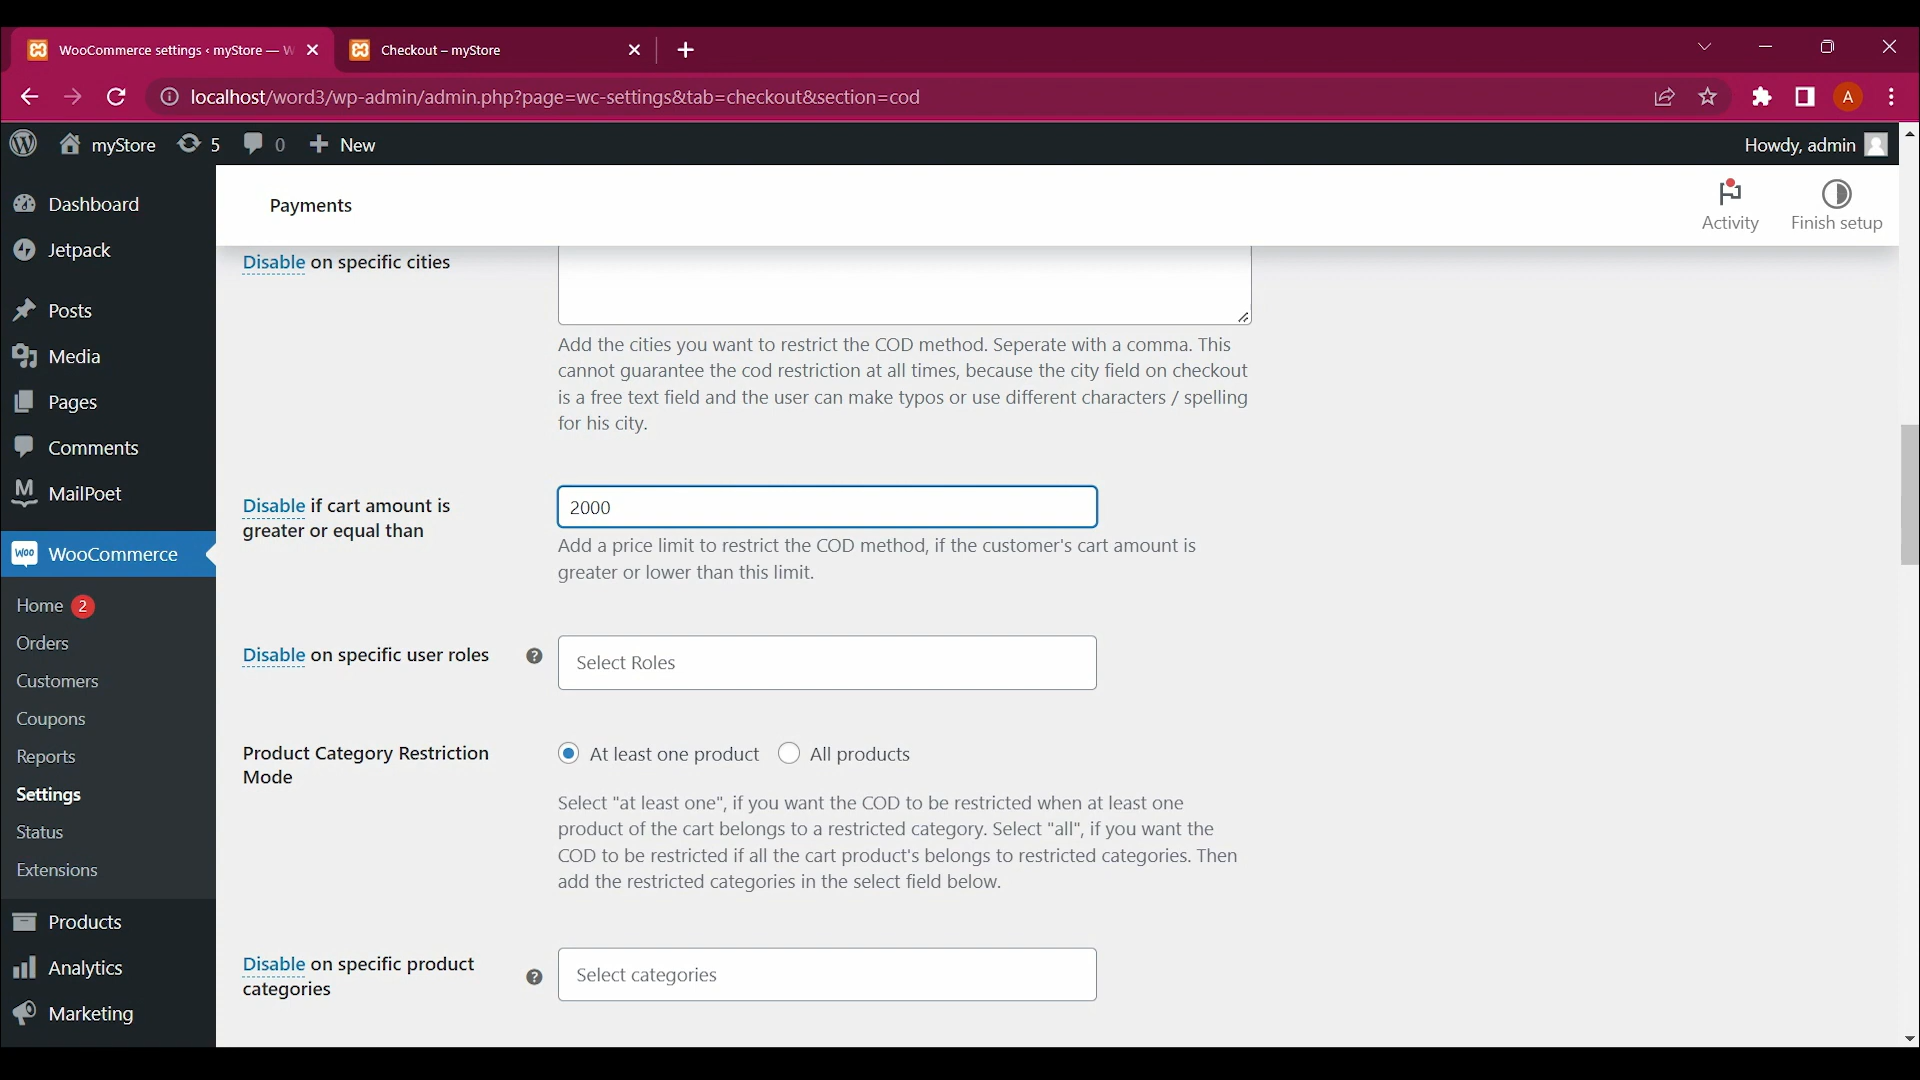 WooCommerce settings ‹ myStore — W
Checkout – myStore
localhost/word3/wp-admin/admin.php?page=wc-settings&tab=checkout&section=cod
A
myStore
5
0
New
Howdy, admin
Dashboard
Jetpack
Posts
Media
Pages
Comments
MailPoet
WooCommerce
Home 2
Orders
Customers
Coupons
Reports
Settings
Status
Extensions
Products
Analytics
Marketing
Payments
Activity
Finish setup
Disable on specific cities
Add the cities you want to restrict the COD method. Seperate with a comma. This
cannot guarantee the cod restriction at all times, because the city field on checkout
is a free text field and the user can make typos or use different characters / spelling
for his city.
Disable if cart amount is
greater or equal than
2000
Add a price limit to restrict the COD method, if the customer's cart amount is
greater or lower than this limit.
Disable on specific user roles
?
Select Roles
Product Category Restriction
Mode
At least one product
All products
Select "at least one", if you want the COD to be restricted when at least one
product of the cart belongs to a restricted category. Select "all", if you want the
COD to be restricted if all the cart product's belongs to restricted categories. Then
add the restricted categories in the select field below.
Disable on specific product
categories
?
Select categories